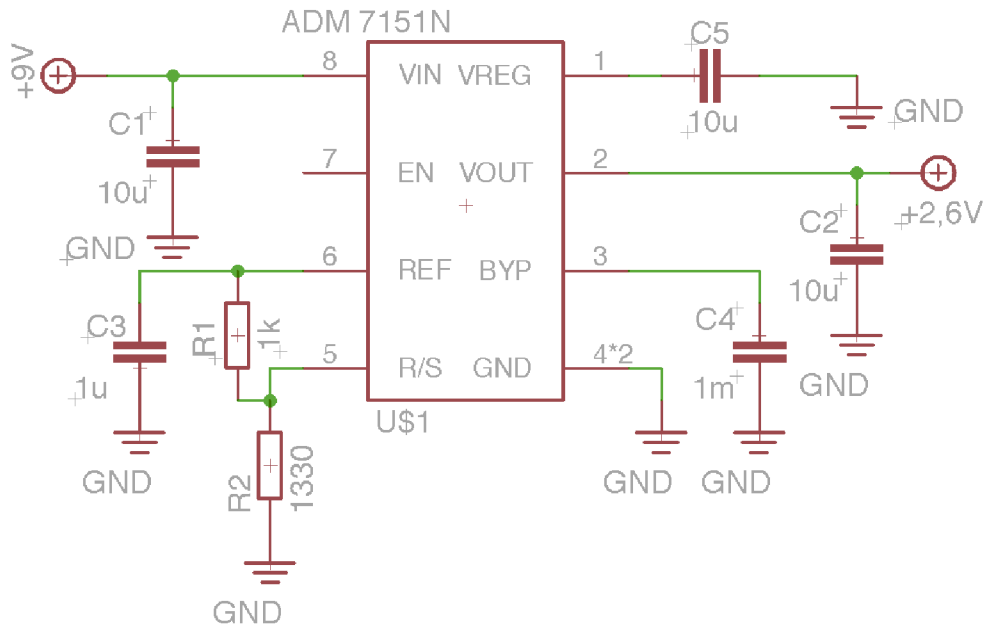 ADM 7151N
+9V
8
VIN
VREG
1
C5
10u
GND
C1
10u
GND
7
EN
VOUT
2
+2,6V
C2
10u
GND
6
REF
BYP
3
C3
1u
GND
R1
1k
C4
1m
GND
5
R/S
GND
4*2
GND
U$1
R2
1330
GND